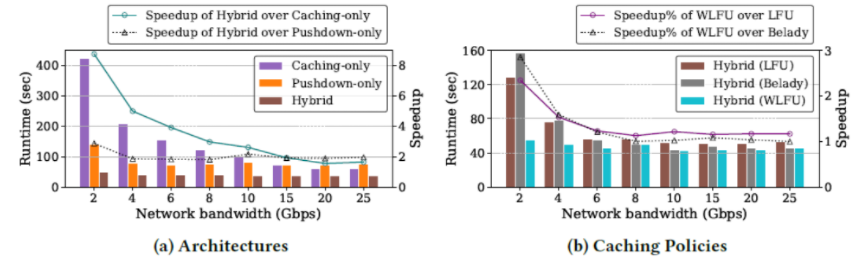 Speedup of Hybrid over Caching-only
Speedup of Hybrid over Pushdown-only
Runtime (sec)
400
300
200
100
0
Caching-only
Pushdown-only
Hybrid
8
6
4
2
0
Speedup
2 4 6 8 10 15 20 25
Network bandwidth (Gbps)
(a) Architectures
Speedup% of WLFU over LFU
Speedup% of WLFU over Belady
Runtime (sec)
160
120
80
40
0
Hybrid (LFU)
Hybrid (Belady)
Hybrid (WLFU)
3
2
1
0
Speedup
2 4 6 8 10 15 20 25
Network bandwidth (Gbps)
(b) Caching Policies